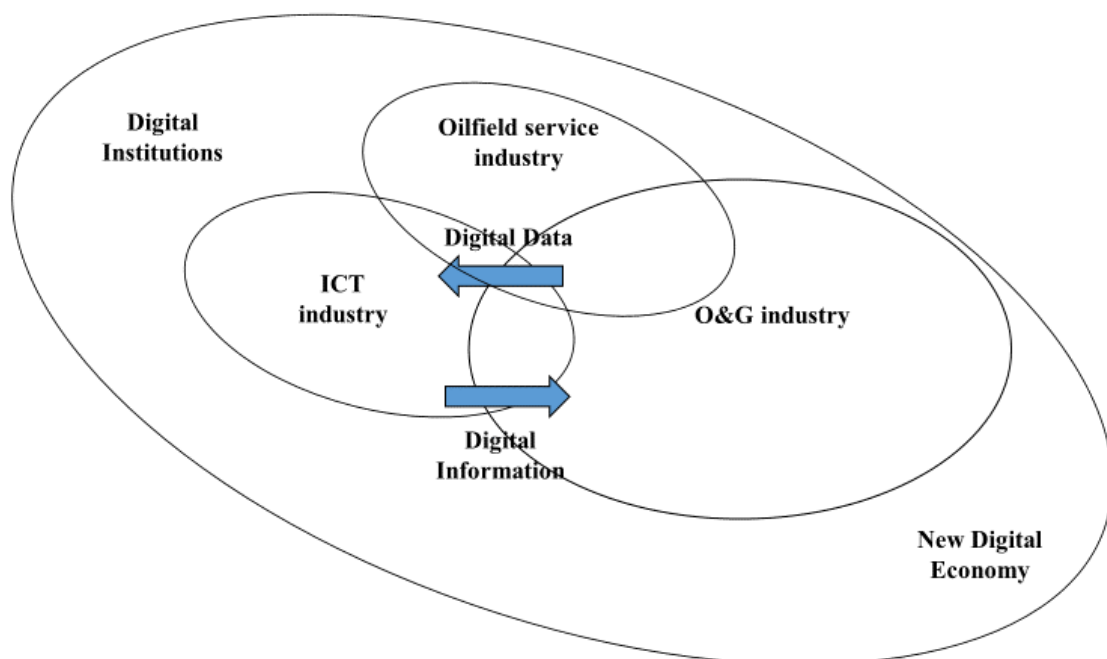 Digital
Institutions
Oilfield service
industry
Digital Data
ICT
industry
O&G industry
Digital
Information
New Digital
Economy